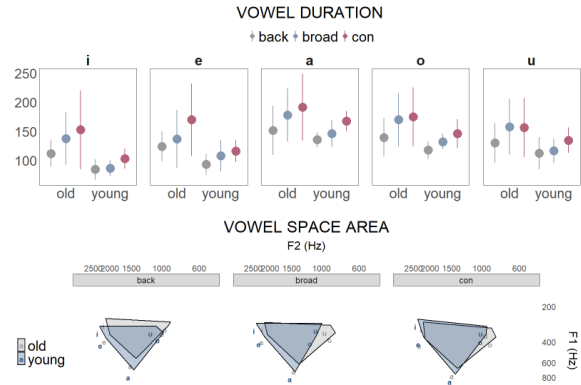 VOWEL DURATION
back broad con
i e a o u
250
200
150
100
old young old young old young old young old young
VOWEL SPACE AREA
F2 (Hz)
2500 2000 1500 1000 600 2500 2000 1500 1000 600 2500 2000 1500 1000 600
back broad con
200
400
600
800
F1 (Hz)
a old
a young
i e a u o
i e a u o
i e a u o